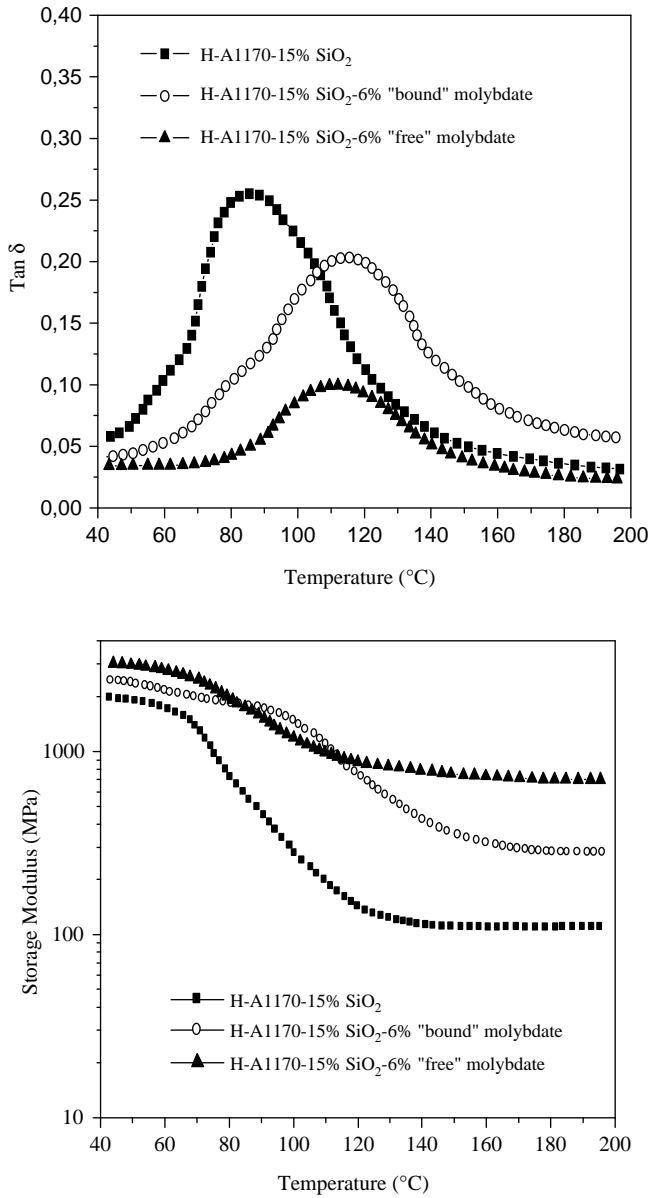 0,40
0,35
0,30
0,25
0,20
0,15
0,10
0,05
0,00
Tan δ
H-A1170-15% SiO₂
H-A1170-15% SiO₂-6% "bound" molybdate
H-A1170-15% SiO₂-6% "free" molybdate
40 60 80 100 120 140 160 180 200
Temperature (°C)
1000
100
10
Storage Modulus (MPa)
H-A1170-15% SiO₂
H-A1170-15% SiO₂-6% "bound" molybdate
H-A1170-15% SiO₂-6% "free" molybdate
40 60 80 100 120 140 160 180 200
Temperature (°C)